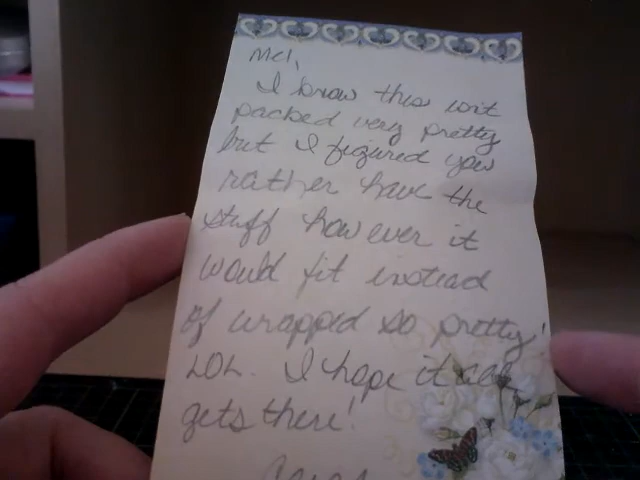 Mel,
I know this isn't
packed very pretty
but I figured you
rather have the
stuff however it
would fit instead
of wrapped so pretty!
LOL. I hope it all
gets there!